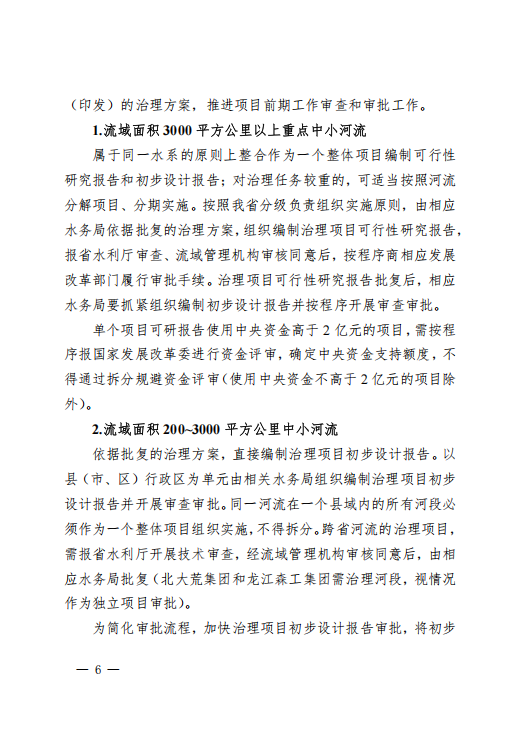 （印发）的治理方案，推进项目前期工作审查和审批工作。
1.流域面积3000平方公里以上重点中小河流
属于同一水系的原则上整合作为一个整体项目编制可行性
研究报告和初步设计报告；对治理任务较重的，可适当按照河流
分解项目、分期实施。按照我省分级负责组织实施原则，由相应
水务局依据批复的治理方案，组织编制治理项目可行性研究报告，
报省水利厅审查、流域管理机构审核同意后，按程序商相应发展
改革部门履行审批手续。治理项目可行性研究报告批复后，相应
水务局要抓紧组织编制初步设计报告并按程序开展审查审批。
单个项目可研报告使用中央资金高于2亿元的项目，需按程
序报国家发展改革委进行资金评审，确定中央资金支持额度，不
得通过拆分规避资金评审（使用中央资金不高于2亿元的项目除
外）。
2.流域面积200~3000平方公里中小河流
依据批复的治理方案，直接编制治理项目初步设计报告。以
县（市、区）行政区为单元由相关水务局组织编制治理项目初步
设计报告并开展审查审批。同一河流在一个县域内的所有河段必
须作为一个整体项目组织实施，不得拆分。跨省河流的治理项目，
需报省水利厅开展技术审查，经流域管理机构审核同意后，由相
应水务局批复（北大荒集团和龙江森工集团需治理河段，视情况
作为独立项目审批）。
为简化审批流程，加快治理项目初步设计报告审批，将初步
— 6 —